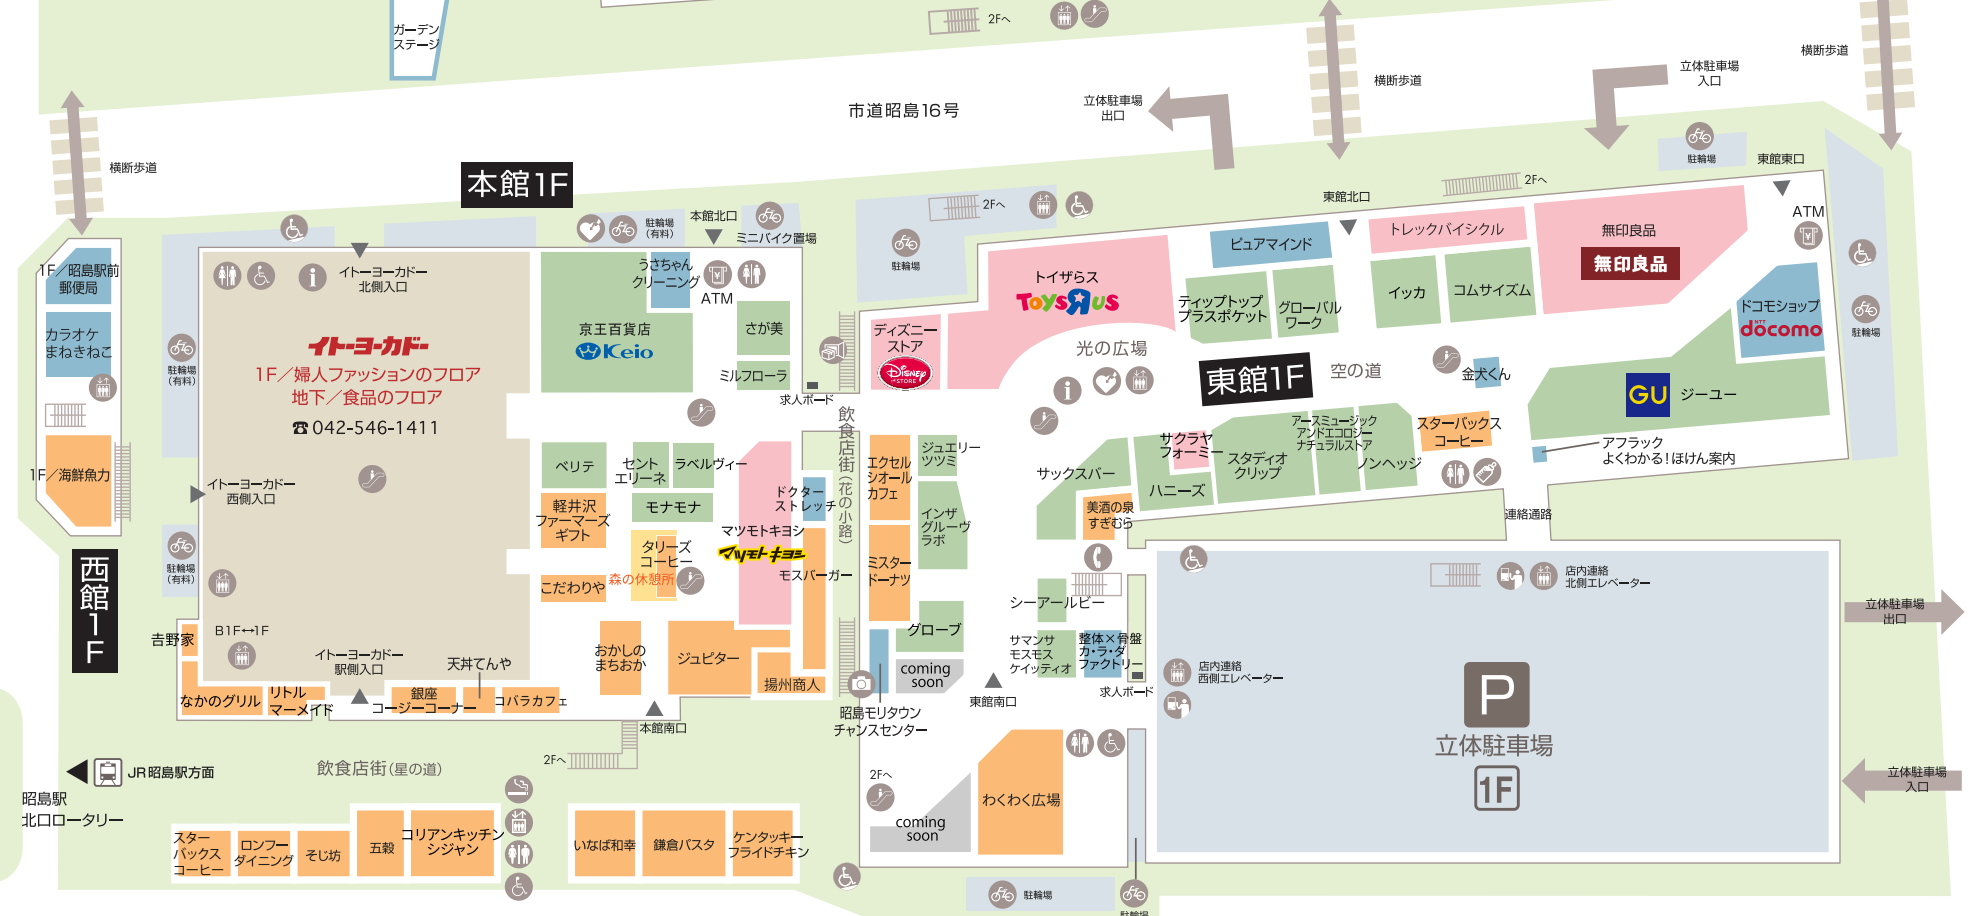 ガーデン
ステージ
2Fへ
横断歩道
市道昭島16号
立体駐車場
出口
横断歩道
立体駐車場
入口
横断歩道
駐輪場
東館東口
ATM
本館1F
2Fへ
東館北口
2Fへ
駐輪場
(有料)
本館北口
ミニバイク置場
駐輪場
1F/昭島駅前
郵便局
カラオケ
まねきねこ
1F/海鮮魚力
西館1F
駐輪場
(有料)
駐輪場
(有料)
イトーヨーカドー
北側入口
イトーヨーカドー
1F/婦人ファッションのフロア
地下/食品のフロア
042-546-1411
イトーヨーカドー
西側入口
B1F↔1F
イトーヨーカドー
駅側入口
うさちゃん
クリーニング
ATM
京王百貨店
Keio
さが美
ミルフローラ
求人ボード
ベリテ
セント
エリーネ
ラベルヴィー
軽井沢
ファーマーズ
ギフト
モナモナ
タリーズ
コーヒー
森の休憩所
こだわりや
マツモトキヨシ
マツモトキヨシ
ドクター
ストレッチ
モスバーガー
おかしの
まちおか
ジュピター
揚州商人
吉野家
なかのグリル
リトル
マーメイド
銀座
コージーコーナー
天丼てんや
コバラカフェ
本館南口
2Fへ
飲食店街(花の小路)
ディズニー
ストア
Disney
STORE
トイザらス
ToysЯus
ピュアマインド
トレックバイシクル
無印良品
無印良品
ティップトップ
プラスポケット
グローバル
ワーク
イッカ
コムサイズム
ドコモショップ
NTT
döcomo
駐輪場
光の広場
東館1F
空の道
金犬くん
GU
ジーユー
スターバックス
コーヒー
アフラック
よくわかる!ほけん案内
アースミュージック
アンドエコロジー
ナチュラルストア
ノンヘッジ
サクラヤ
フォーミー
スタジオ
クリップ
ハニーズ
サックスバー
美酒の泉
すぎむら
エクセル
シオール
カフェ
ジュエリー
ツツミ
インザ
グルーヴ
ラボ
ミスター
ドーナツ
グローブ
coming
soon
シーアールビー
サマンサ
モスモス
ケイッティオ
整体×骨盤
カ・ラ・ダ
ファクトリー
求人ボード
東館南口
昭島モリタウン
チャンスセンター
2Fへ
coming
soon
わくわく広場
連絡通路
店内連絡
北側エレベーター
店内連絡
西側エレベーター
P
立体駐車場
1F
立体駐車場
出口
立体駐車場
入口
JR昭島駅方面
昭島駅
北口ロータリー
飲食店街(星の道)
スター
バックス
コーヒー
ロンフー
ダイニング
そじ坊
五穀
コリアンキッチン
シジャン
いなば和幸
鎌倉パスタ
ケンタッキー
フライドチキン
駐輪場
駐輪場